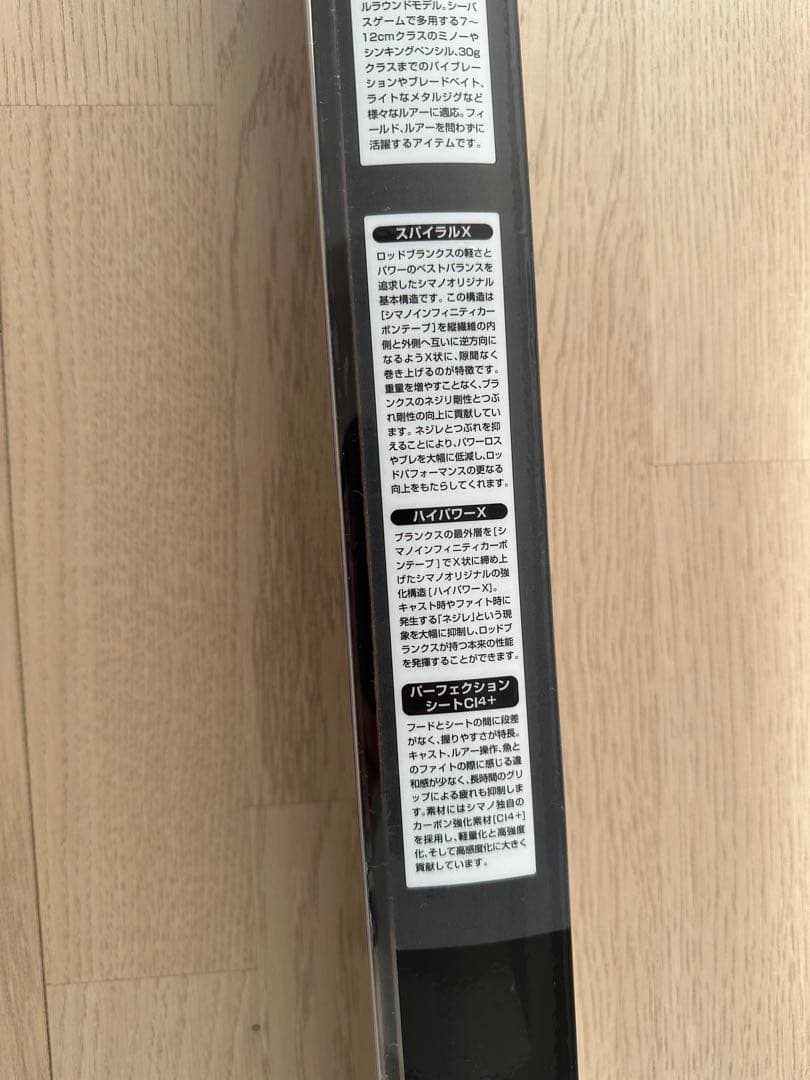 ルラウンドモデル。シーバ
スゲームで多用する7〜
12cmクラスのミノーや
シンキングペンシル、30g
クラスまでのバイブレー
ションやブレードベイト、
ライトなメタルジグなど
様々なルアーに適応。フィ
ールド、ルアーを問わずに
活躍するアイテムです。
スパイラルX
ロッドブランクスの軽さと
パワーのベストバランスを
追求したシマノオリジナル
基本構造です。この構造は
[シマノインフィニティカー
ボンテープ]を縦繊維の内
側と外側へ互いに逆方向に
なるようX状に、隙間なく
巻き上げるのが特徴です。
重量を増やすことなく、ブラ
ンクスのネジリ剛性とつぶ
れ剛性の向上に貢献してい
ます。ネジレとつぶれを抑
えることにより、パワーロス
やブレを大幅に低減し、ロッ
ドパフォーマンスの更なる
向上をもたらしてくれます。
ハイパワーX
ブランクスの最外層を[シ
マノインフィニティカーボ
ンテープ]でX状に締め上
げたシマノオリジナルの強
化構造[ハイパワーX]。
キャスト時やファイト時に
発生する「ネジレ」という現
象を大幅に抑制し、ロッドブ
ランクスが持つ本来の性能
を発揮することができます。
パーフェクション
シートCI4+
フードとシートの間に段差
がなく、握りやすさが特長。
キャスト、ルアー操作、魚と
のファイトの際に感じる違
和感が少なく、長時間のグリ
ップによる疲れも抑制しま
す。素材にはシマノ独自の
カーボン強化素材[CI4+]
を採用し、軽量化と高強度
化、そして高感度化に大きく
貢献しています。